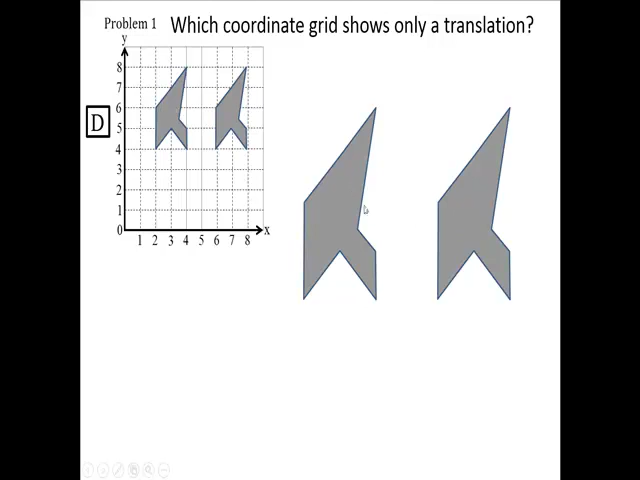 Problem 1 Which coordinate grid shows only a translation?
y
8
7
6
D
5
4
3
2
1
0
x
1 2 3 4 5 6 7 8